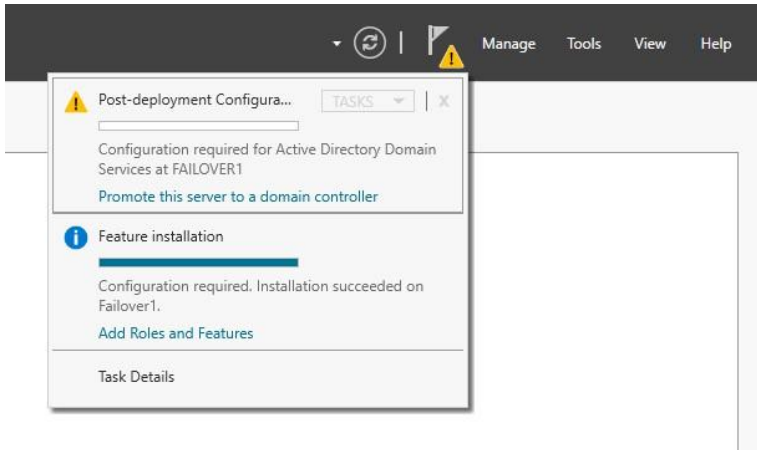 Manage Tools View Help
Post-deployment Configura... TASKS X
Configuration required for Active Directory Domain
Services at FAILOVER1
Promote this server to a domain controller
Feature installation
Configuration required. Installation succeeded on
Failover1.
Add Roles and Features
Task Details